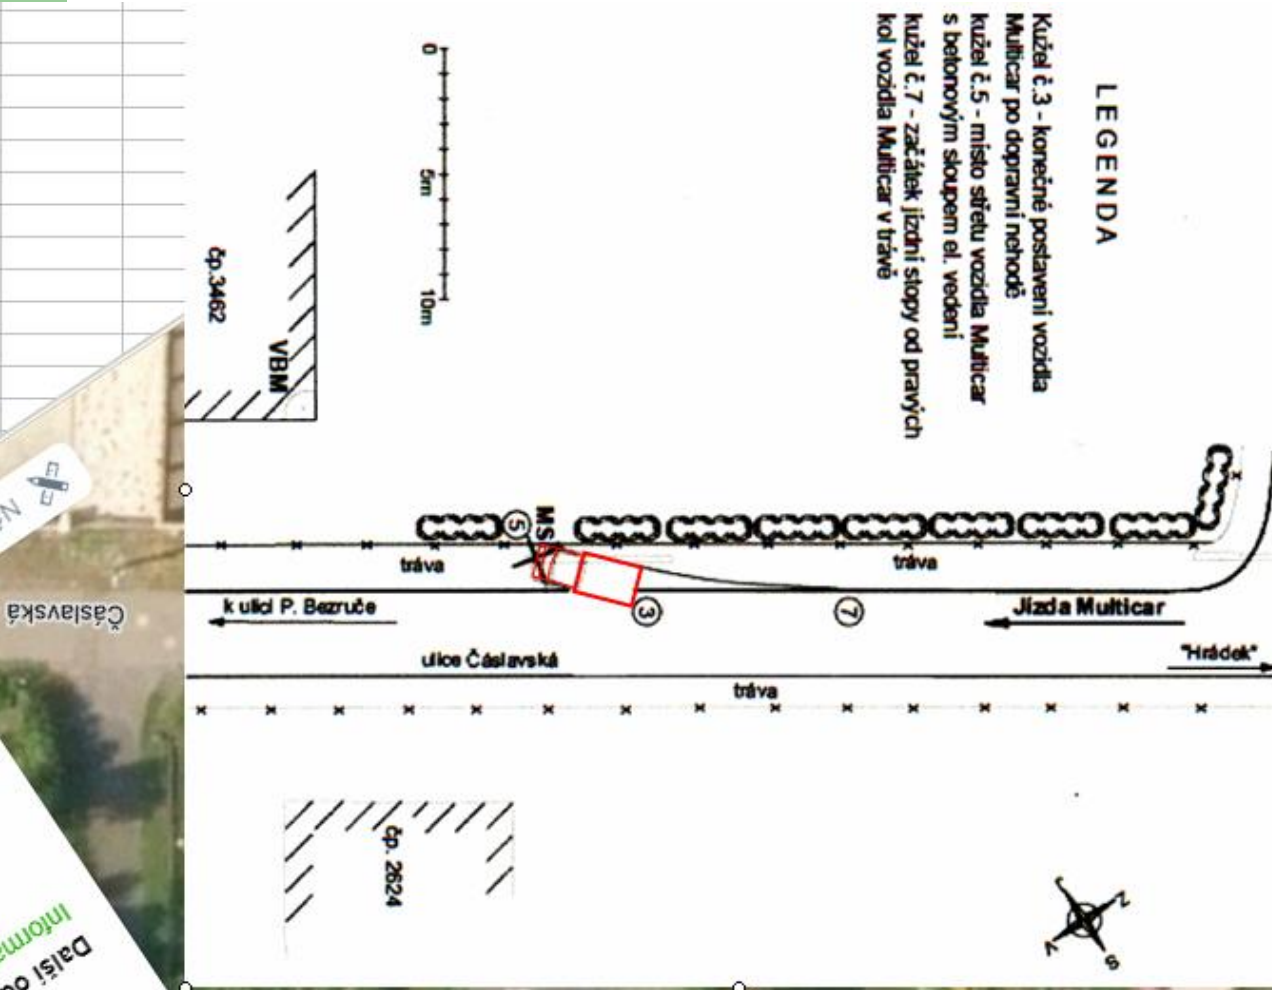 LEGENDA
Kužel č.3 - konečné postavení vozidla
Multicar po dopravní nehodě
kužel č.5 - místo střetu vozidla Multicar
s betonovým sloupem el. vedení
kužel č.7 - začátek jízdní stopy od pravých
kol vozidla Multicar v trávě
0
5m
10m
čp.3462
VBM
5
MS
tráva
tráva
k ulici P. Bezruče
3
7
Jízda Multicar
ulice Čáslavská
"Hrádek"
tráva
čp. 2624
J
Z
V
S
Čáslavská
Další